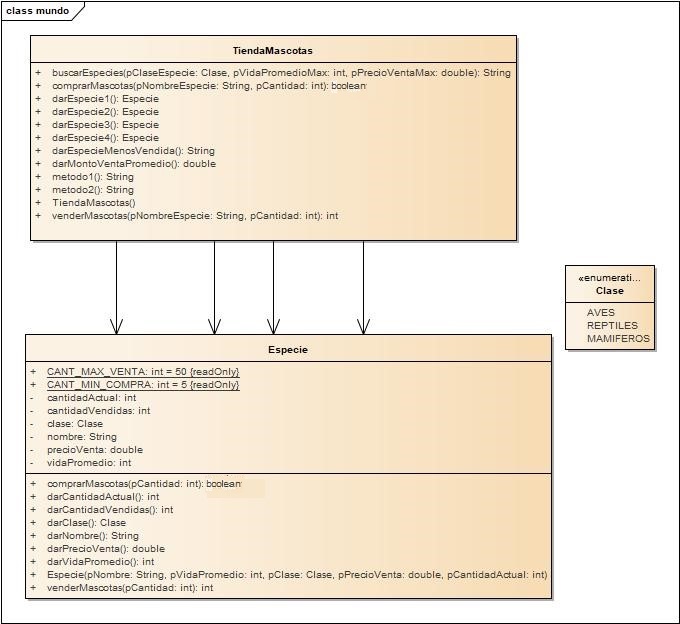 class mundo
TiendaMascotas
+ buscarEspecies(pClaseEspecie: Clase, pVidaPromedioMax: int, pPrecioVentaMax: double): String
+ comprarMascotas(pNombreEspecie: String, pCantidad: int): boolean
+ darEspecie1(): Especie
+ darEspecie2(): Especie
+ darEspecie3(): Especie
+ darEspecie4(): Especie
+ darEspecieMenosVendida(): String
+ darMontoVentaPromedio(): double
+ metodo1(): String
+ metodo2(): String
+ TiendaMascotas()
+ venderMascotas(pNombreEspecie: String, pCantidad: int): int
«enumerati...
Clase
AVES
REPTILES
MAMIFEROS
Especie
+ CANT_MAX_VENTA: int = 50 {readOnly}
+ CANT_MIN_COMPRA: int = 5 {readOnly}
- cantidadActual: int
- cantidadVendidas: int
- clase: Clase
- nombre: String
- precioVenta: double
- vidaPromedio: int
+ comprarMascotas(pCantidad: int): boolean
+ darCantidadActual(): int
+ darCantidadVendidas(): int
+ darClase(): Clase
+ darNombre(): String
+ darPrecioVenta(): double
+ darVidaPromedio(): int
+ Especie(pNombre: String, pVidaPromedio: int, pClase: Clase, pPrecioVenta: double, pCantidadActual: int)
+ venderMascotas(pCantidad: int): int